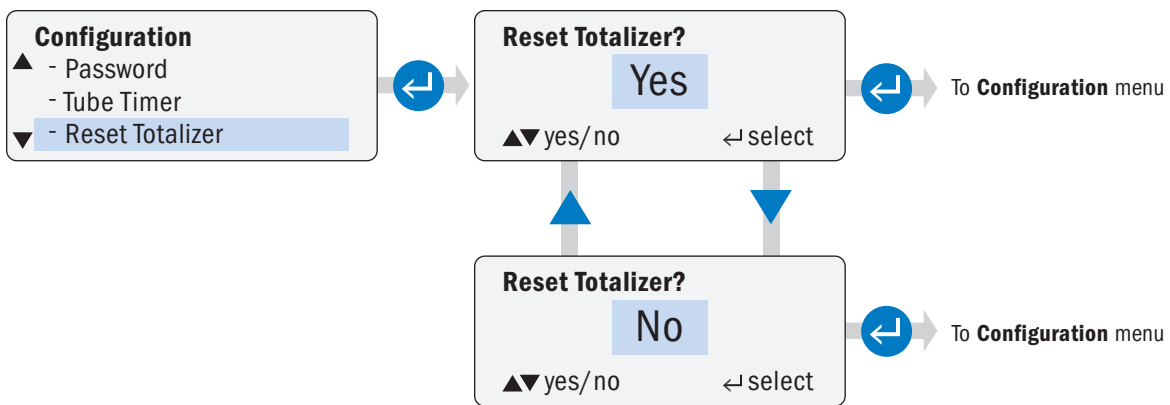 Configuration
- Password
- Tube Timer
- Reset Totalizer
Reset Totalizer?
Yes
▲▼ yes/no ↵ select
To Configuration menu
Reset Totalizer?
No
▲▼ yes/no ↵ select
To Configuration menu